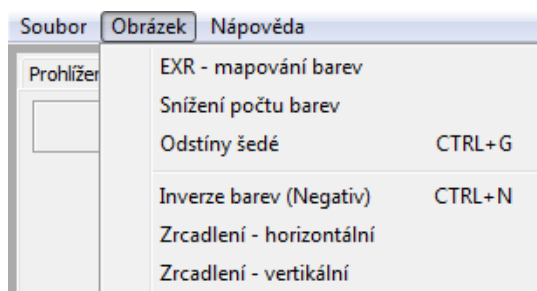 Soubor Obrázek Nápověda
Prohlížen
EXR - mapování barev
Snížení počtu barev
Odstíny šedé CTRL+G
Inverze barev (Negativ) CTRL+N
Zrcadlení - horizontální
Zrcadlení - vertikální